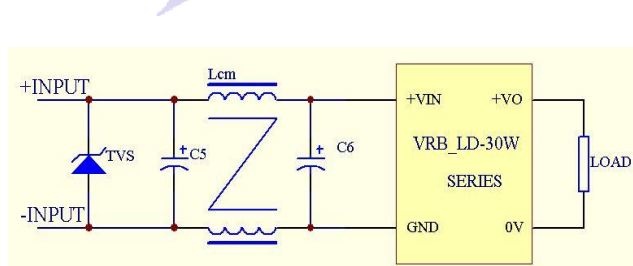 Lcm
+INPUT
+VIN +VO
TVS
+
C5
+
C6
VRB_LD-30W
LOAD
SERIES
-INPUT
GND 0V